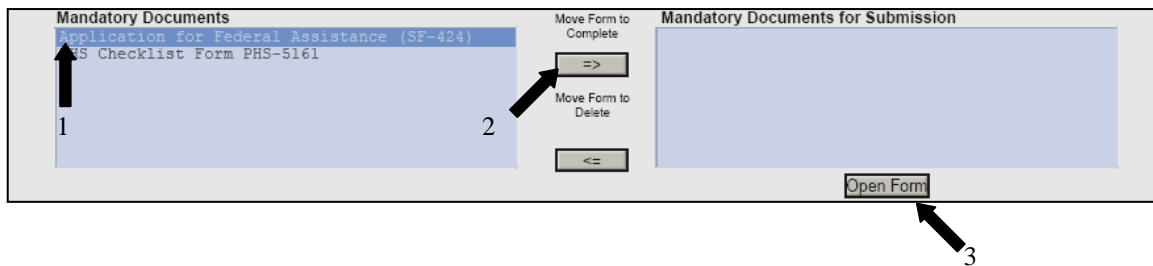 Mandatory Documents
Move Form to
Complete
Mandatory Documents for Submission
Application for Federal Assistance (SF-424)
Checklist Form PHS-5161
=>
Move Form to
Delete
1
2
<=
Open Form
3